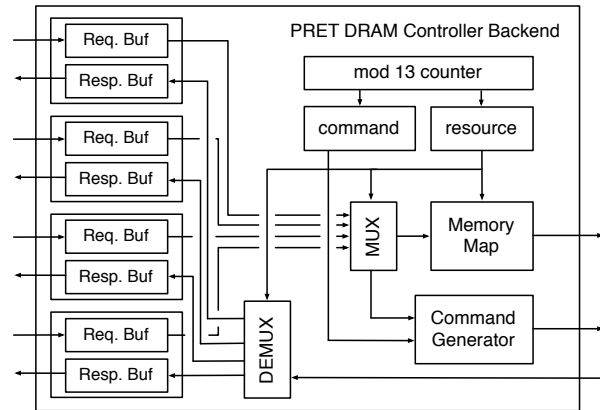 PRET DRAM Controller Backend
Req. Buf
Resp. Buf
mod 13 counter
command
resource
Req. Buf
Resp. Buf
MUX
Memory
Map
Req. Buf
Resp. Buf
DEMUX
Command
Generator
Req. Buf
Resp. Buf